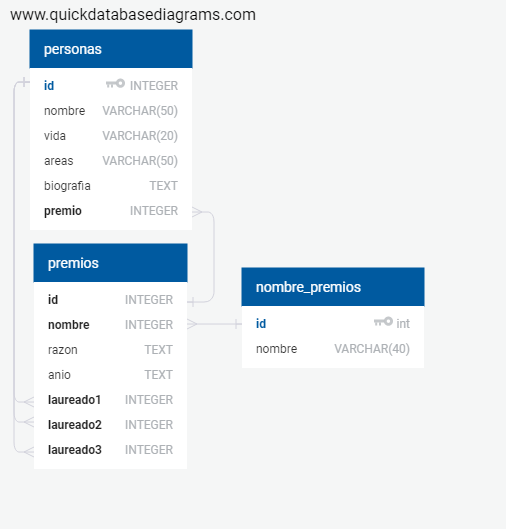 www.quickdatabasediagrams.com
personas
id INTEGER
nombre VARCHAR(50)
vida VARCHAR(20)
areas VARCHAR(50)
biografia TEXT
premio INTEGER
premios
id INTEGER
nombre INTEGER
razon TEXT
anio TEXT
laureado1 INTEGER
laureado2 INTEGER
laureado3 INTEGER
nombre_premios
id int
nombre VARCHAR(40)